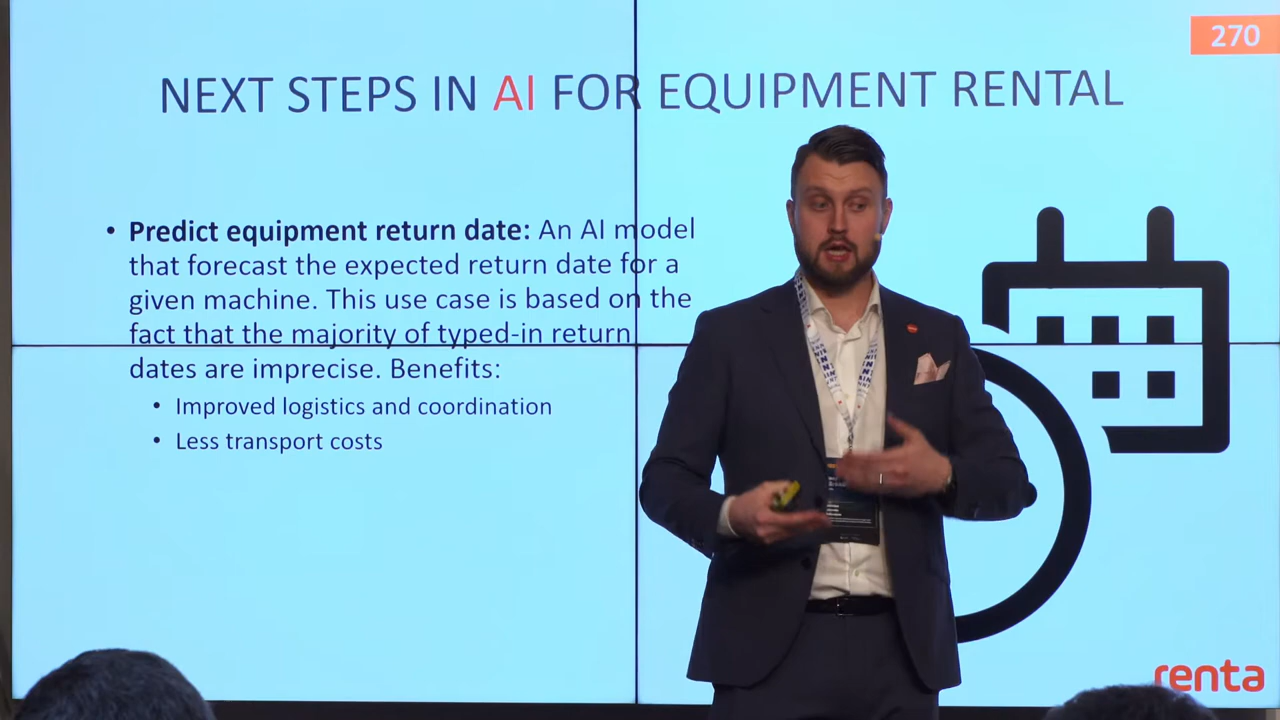 270
NEXT STEPS IN AI FOR EQUIPMENT RENTAL
• Predict equipment return date: An AI model
that forecast the expected return date for a
given machine. This use case is based on the
fact that the majority of typed-in return
dates are imprecise. Benefits:
• Improved logistics and coordination
• Less transport costs
renta